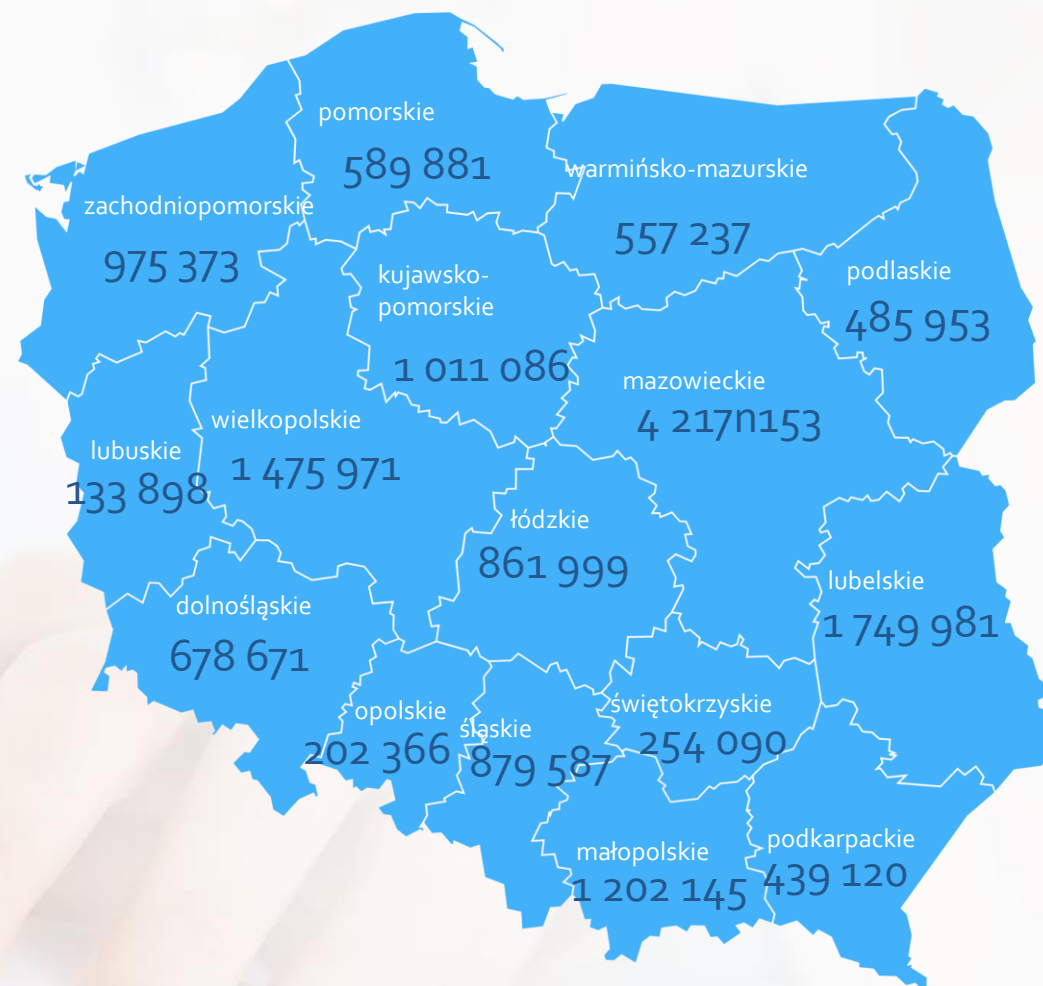 pomorskie
589 881
warmińsko-mazurskie
557 237
zachodniopomorskie
975 373
kujawsko-
pomorskie
1 011 086
podlaskie
485 953
mazowieckie
4 217n153
wielkopolskie
1 475 971
lubuskie
133 898
łódzkie
861 999
lubelskie
1 749 981
dolnośląskie
678 671
opolskie
202 366
śląskie
879 587
świętokrzyskie
254 090
małopolskie
1 202 145
podkarpackie
439 120